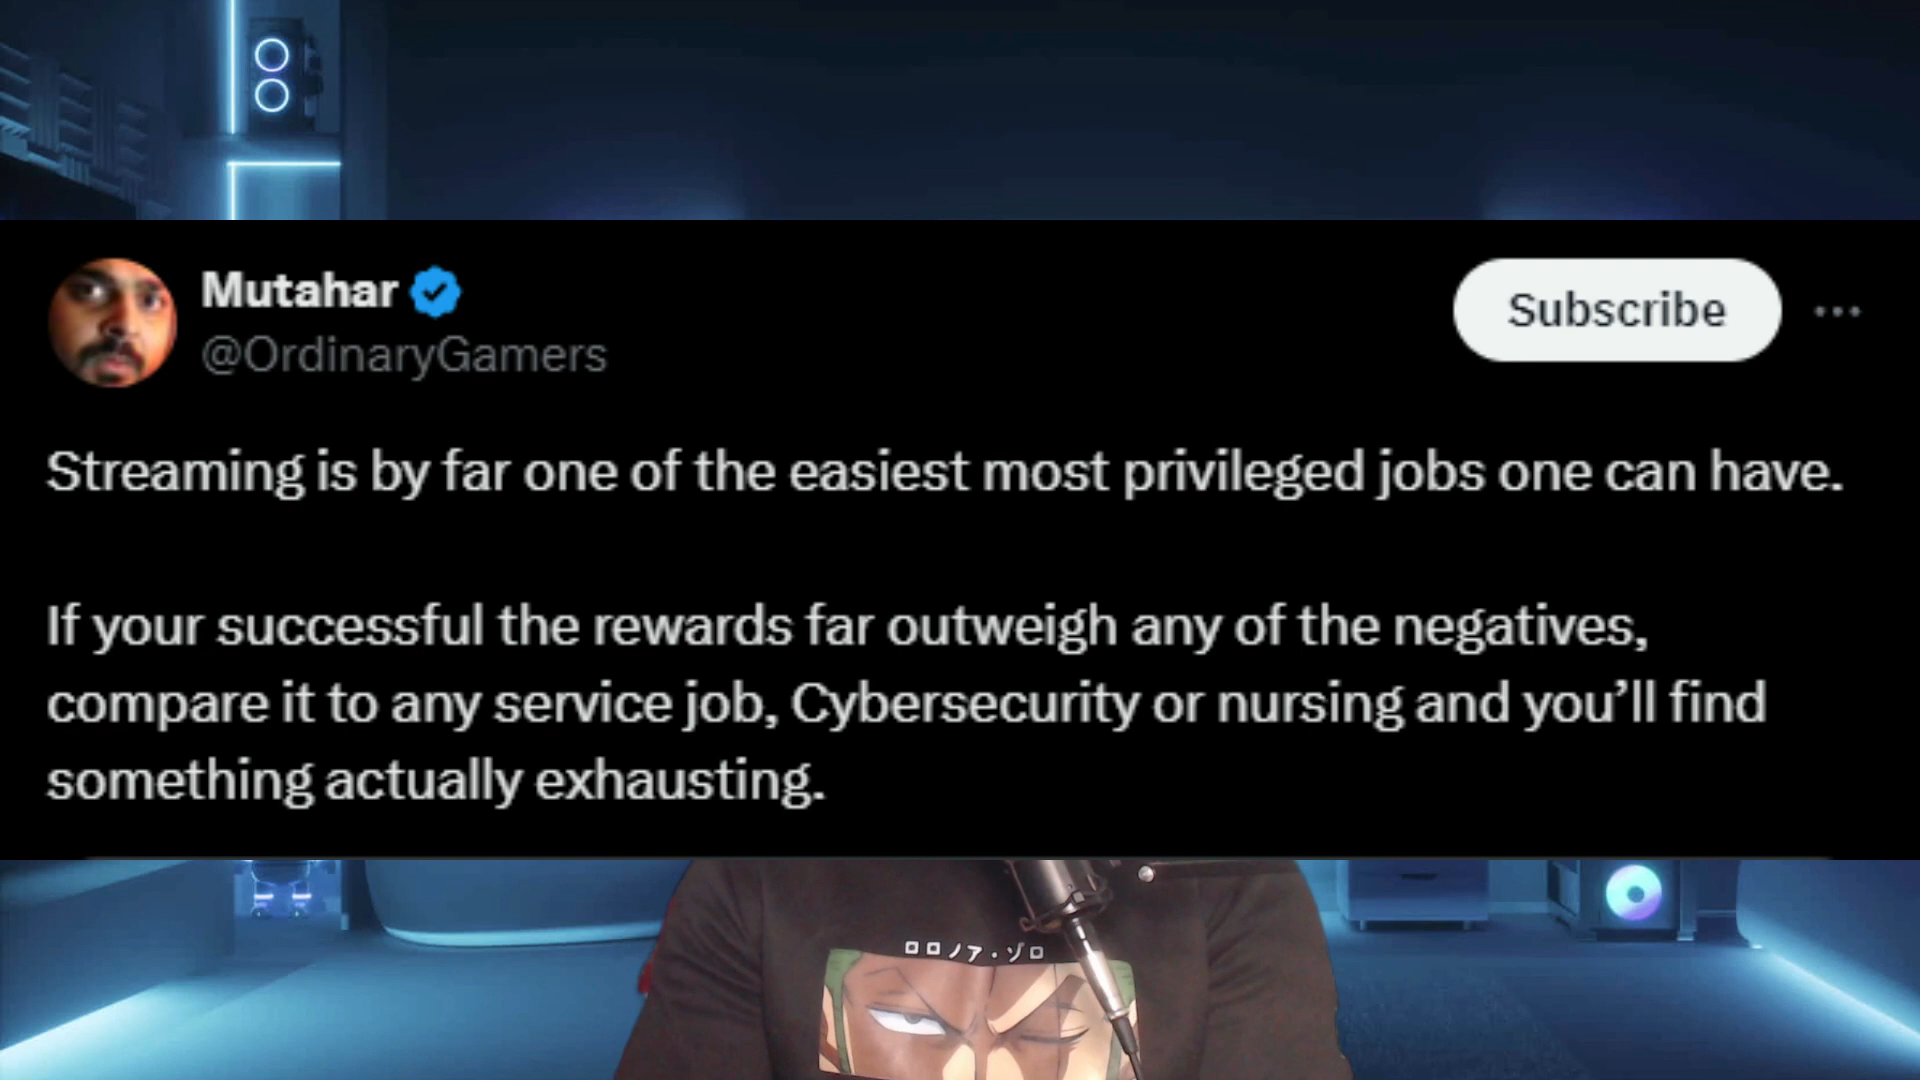 Mutahar
@OrdinaryGamers
Subscribe
Streaming is by far one of the easiest most privileged jobs one can have.
If your successful the rewards far outweigh any of the negatives,
compare it to any service job, Cybersecurity or nursing and you’ll find
something actually exhausting.
ロロノア・ゾロ